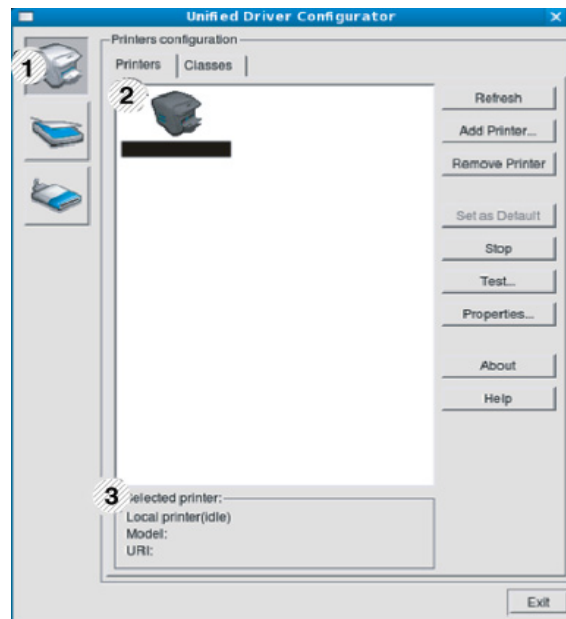 Unified Driver Configurator
Printers configuration
1
Printers
Classes
2
Refresh
Add Printer...
Remove Printer
Set as Default
Stop
Test...
Properties...
About
Help
3
Selected printer:
Local printer(idle)
Model:
URI:
Exit